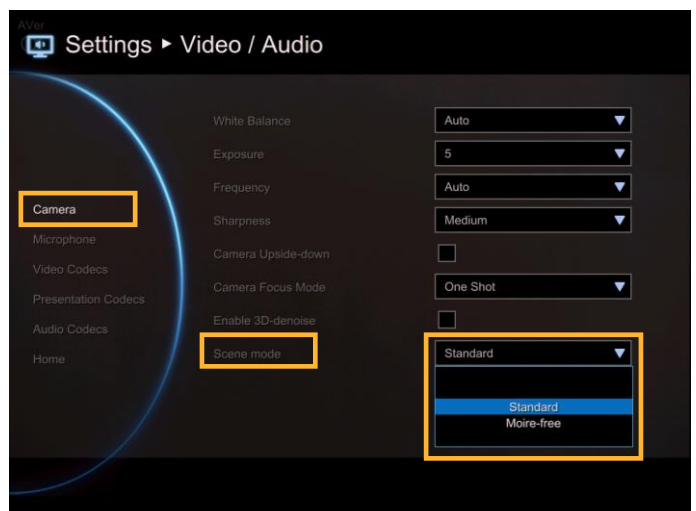 AVer
Settings ▸ Video / Audio
White Balance Auto
Exposure 5
Frequency Auto
Camera
Sharpness Medium
Microphone
Camera Upside-down
Video Codecs
Camera Focus Mode One Shot
Presentation Codecs
Enable 3D-denoise
Audio Codecs
Scene mode Standard
Home
Standard
Moire-free